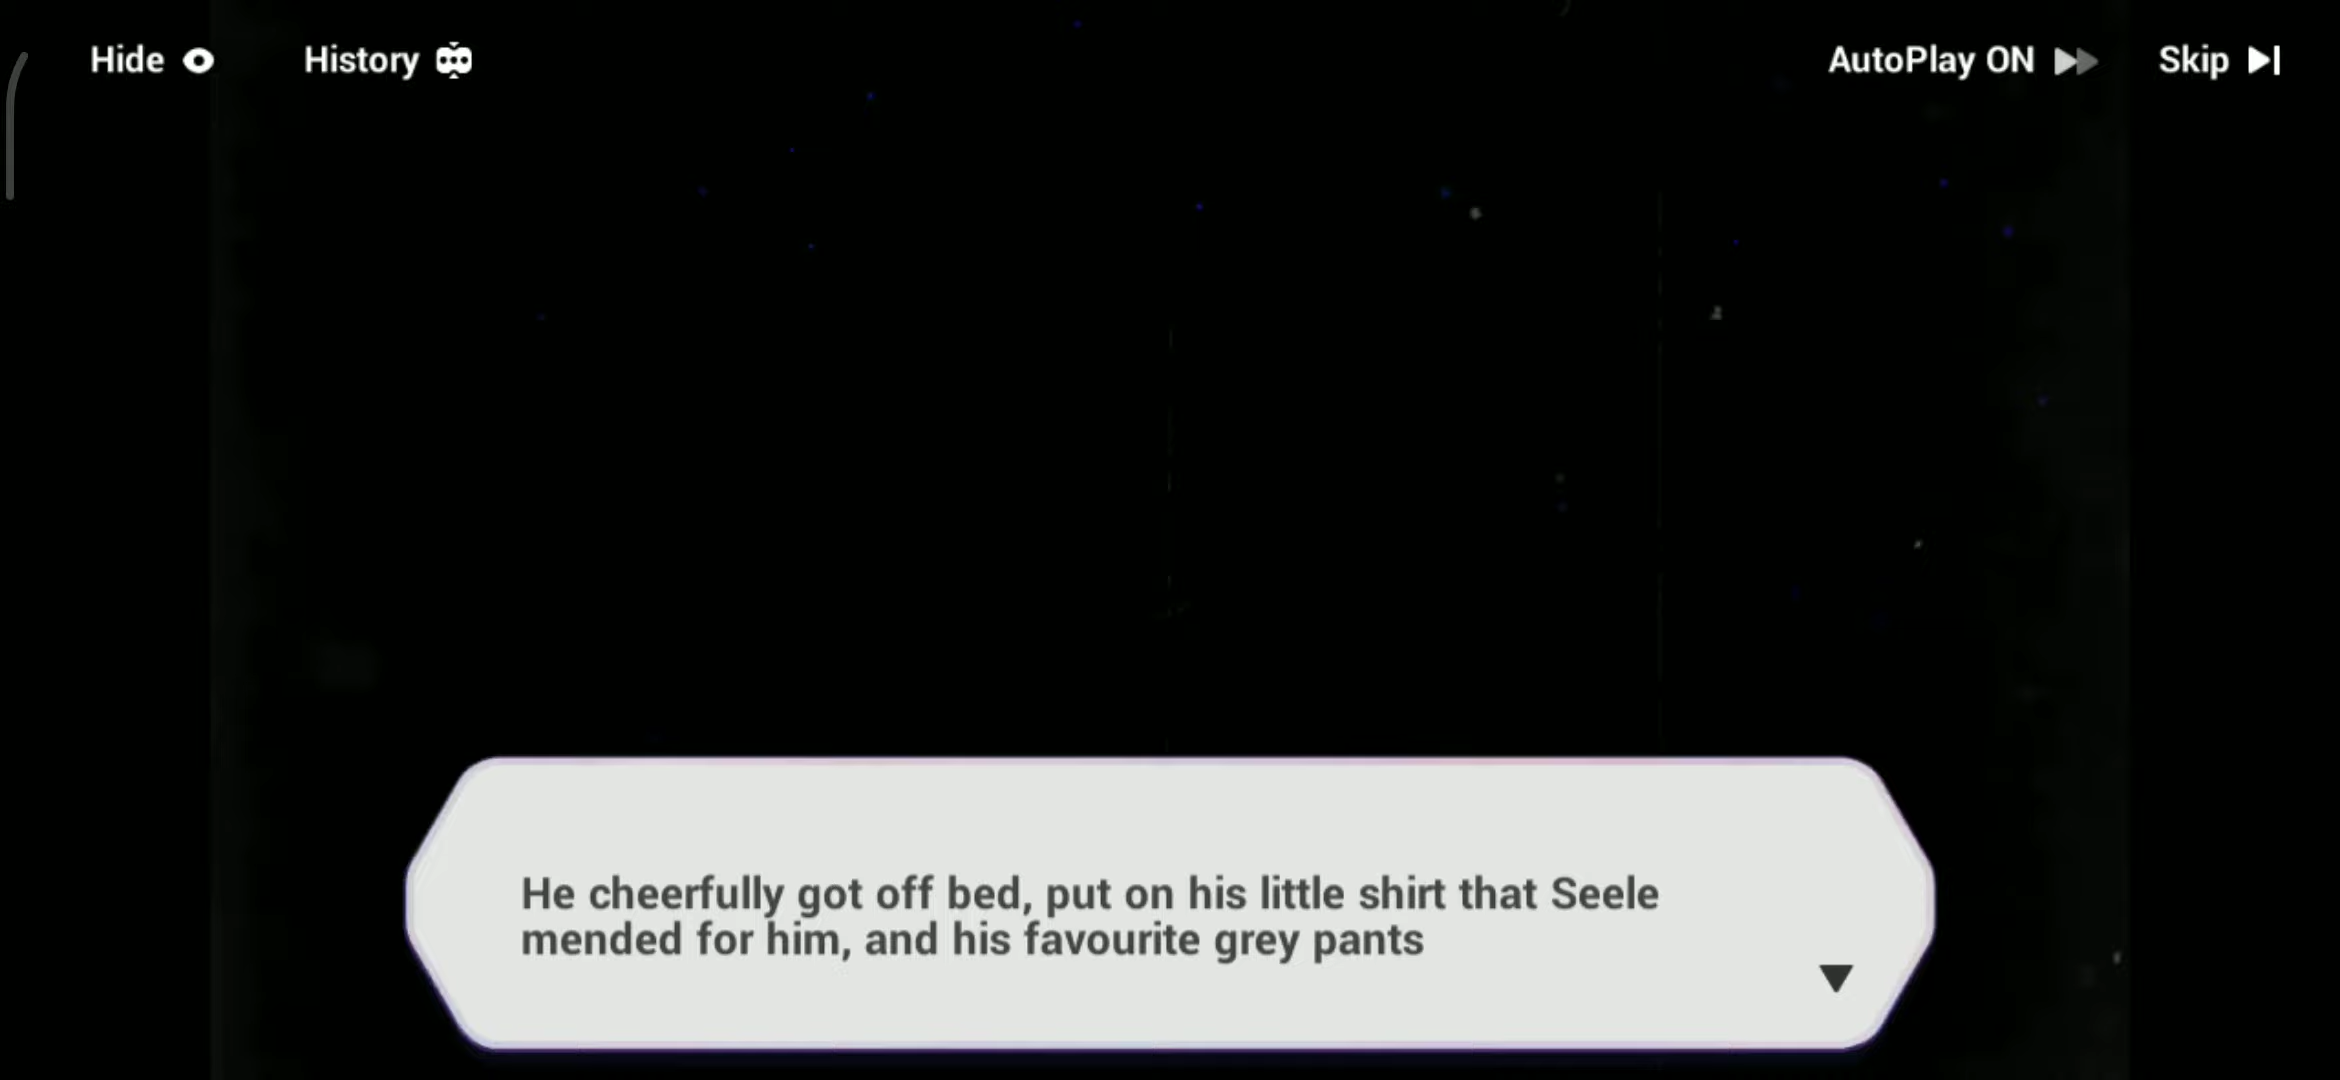 Hide
History
AutoPlay ON
Skip
He cheerfully got off bed, put on his little shirt that Seele
mended for him, and his favourite grey pants